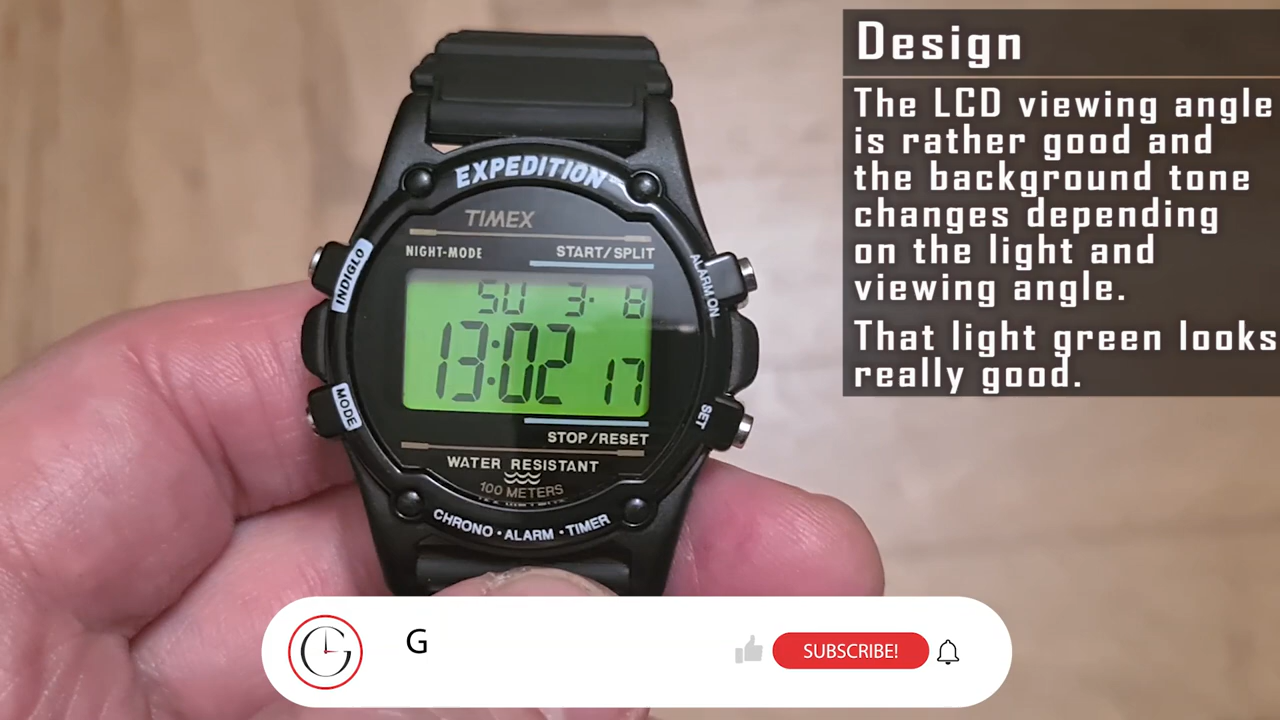 Design
The LCD viewing angle
is rather good and
the background tone
changes depending
on the light and
viewing angle.
That light green looks
really good.
EXPEDITION
TIMEX
NIGHT-MODE START/SPLIT
INDIGLO
ALARM ON
SU 3· 8
13:02 17
MODE
SET
STOP/RESET
WATER RESISTANT
100 METERS
CHRONO • ALARM • TIMER
G
SUBSCRIBE!